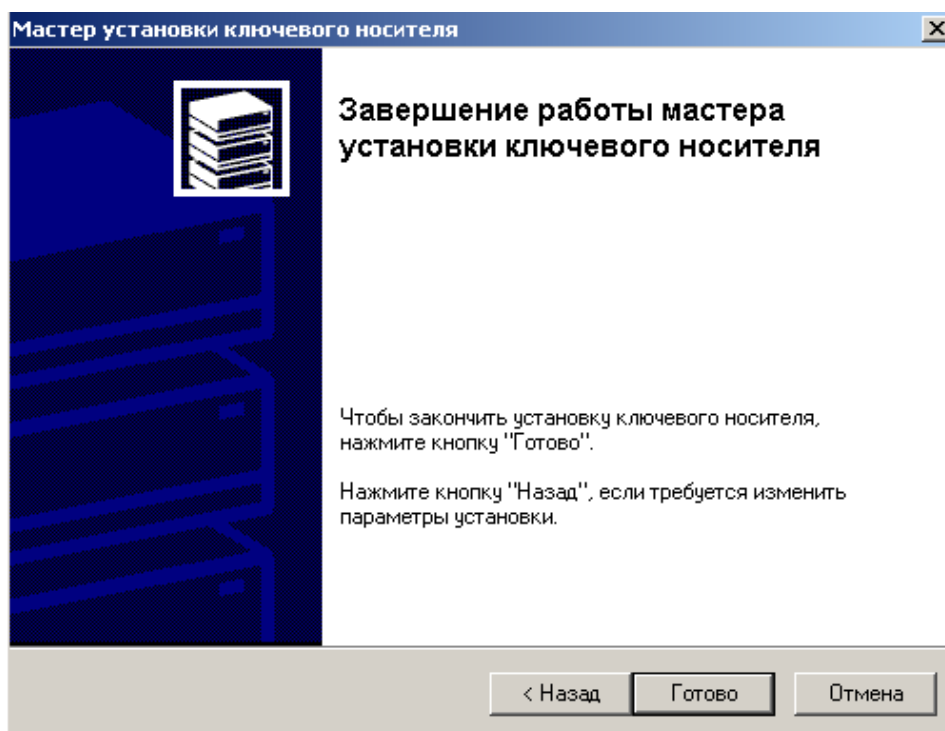 Мастер установки ключевого носителя
Завершение работы мастера
установки ключевого носителя
Чтобы закончить установку ключевого носителя,
нажмите кнопку "Готово".
Нажмите кнопку "Назад", если требуется изменить
параметры установки.
< Назад
Готово
Отмена